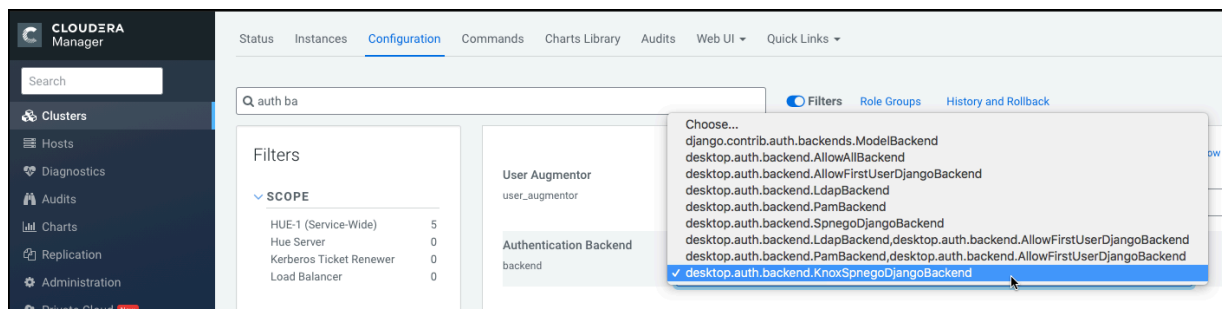 CLOUDERA
Manager
Search
Clusters
Hosts
Diagnostics
Audits
Charts
Replication
Administration
Private Cloud New
Status Instances Configuration Commands Charts Library Audits Web UI Quick Links
auth ba
Filters Role Groups History and Rollback
Filters
SCOPE
HUE-1 (Service-Wide) 5
Hue Server 0
Kerberos Ticket Renewer 0
Load Balancer 0
User Augmentor
user_augmentor
Authentication Backend
backend
Choose...
django.contrib.auth.backends.ModelBackend
desktop.auth.backend.AllowAllBackend
desktop.auth.backend.AllowFirstUserDjangoBackend
desktop.auth.backend.LdapBackend
desktop.auth.backend.PamBackend
desktop.auth.backend.SpnegoDjangoBackend
desktop.auth.backend.LdapBackend,desktop.auth.backend.AllowFirstUserDjangoBackend
desktop.auth.backend.PamBackend,desktop.auth.backend.AllowFirstUserDjangoBackend
✓ desktop.auth.backend.KnoxSpnegoDjangoBackend